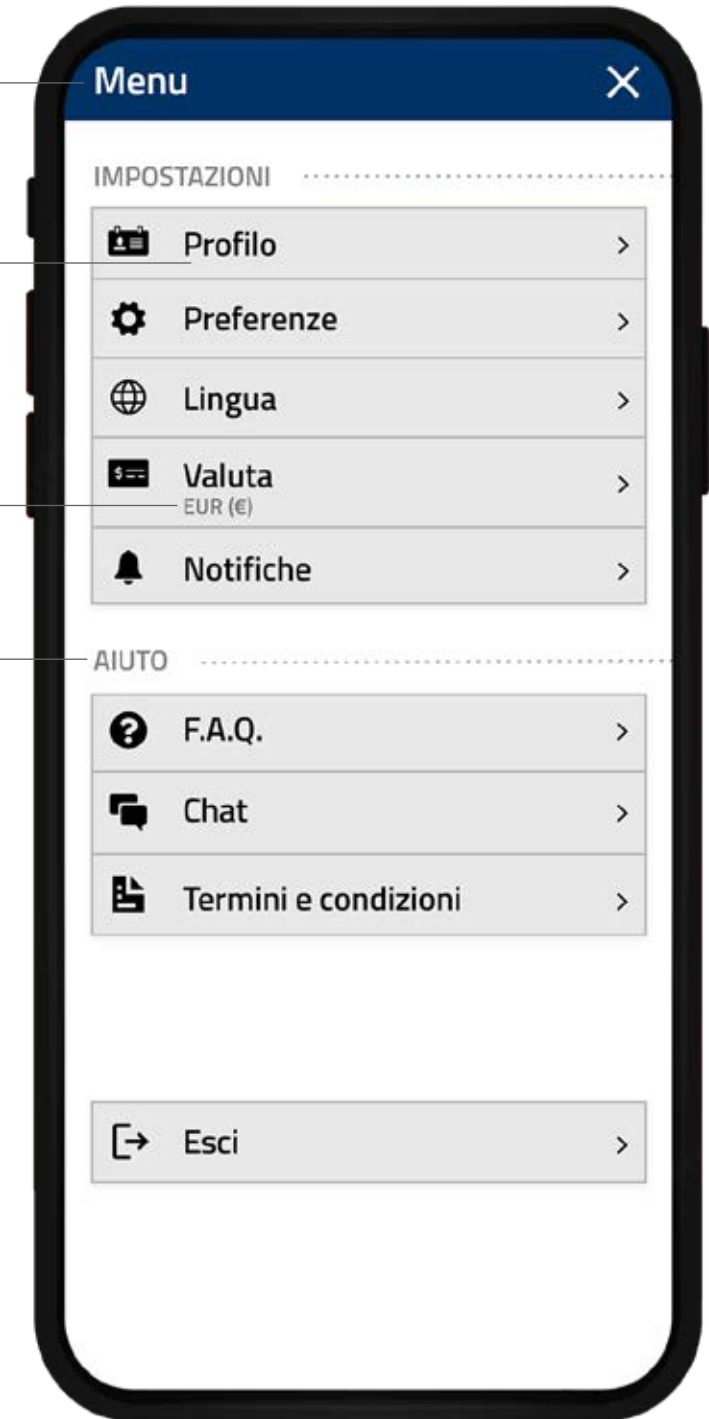 Menu
IMPOSTAZIONI
Profilo
Preferenze
Lingua
Valuta
EUR (€)
Notifiche
AIUTO
F.A.Q.
Chat
Termini e condizioni
Esci